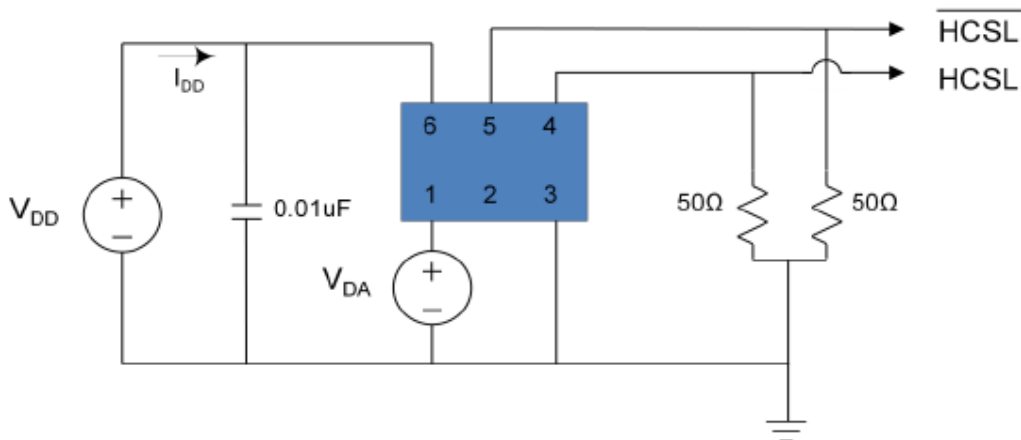 HCSL
HCSL
I_DD
6 5 4
1 2 3
V_DD
+
−
0.01uF
V_DA
+
−
50Ω
50Ω